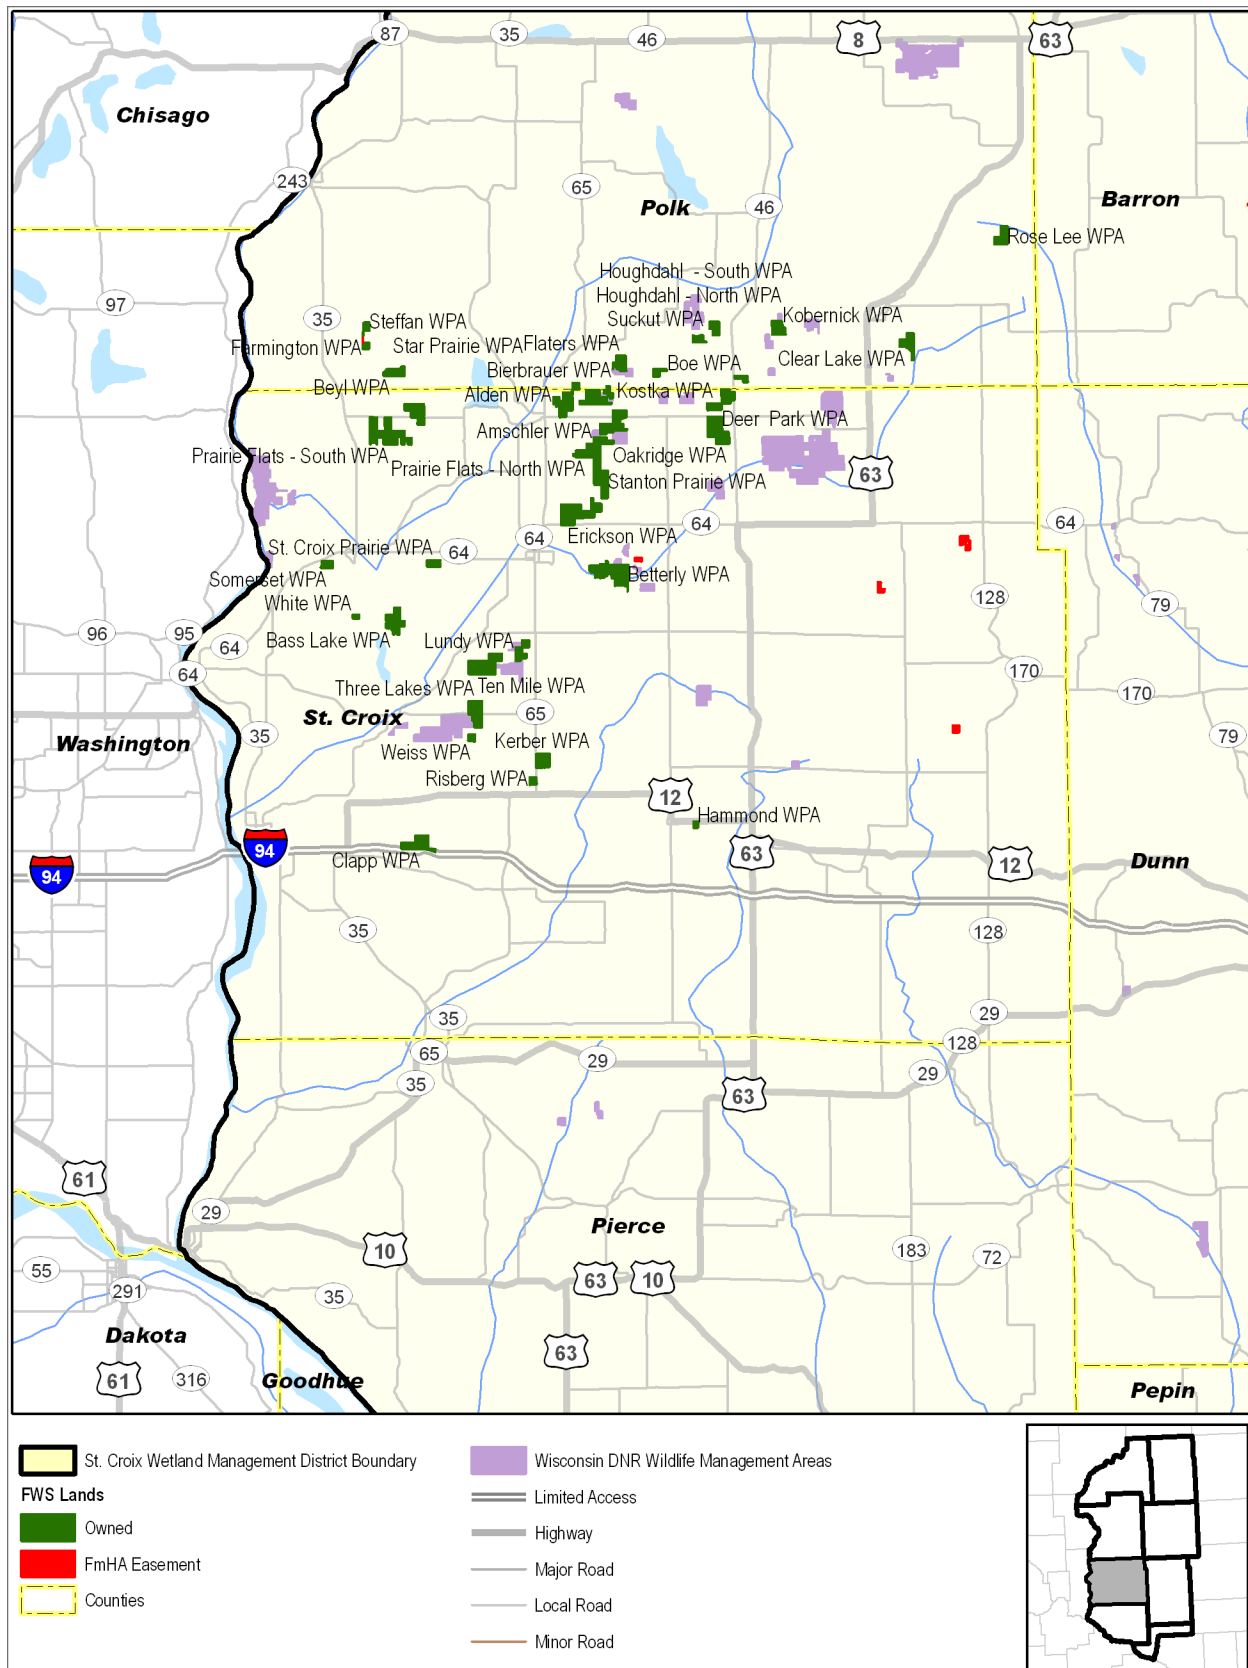 87
35
46
8
63
Chisago
243
65
Polk
46
Barron
Rose Lee WPA
Houghdahl - South WPA
Houghdahl - North WPA
97
35
Steffan WPA
Suckut WPA
Kobernick WPA
Farmington WPA
Star Prairie WPA
Flaters WPA
Boe WPA
Clear Lake WPA
Bierbrauer WPA
Beyl WPA
Alden WPA
Kostka WPA
Deer Park WPA
Amschler WPA
Prairie Flats - South WPA
Prairie Flats - North WPA
Oakridge WPA
63
Stanton Prairie WPA
64
64
64
Erickson WPA
St. Croix Prairie WPA
64
Somerset WPA
Betterly WPA
White WPA
128
79
96
95
64
Bass Lake WPA
Lundy WPA
64
170
170
Three Lakes WPA
Ten Mile WPA
St. Croix
65
35
Washington
Weiss WPA
Kerber WPA
79
Risberg WPA
12
Hammond WPA
94
94
Clapp WPA
63
12
Dunn
35
128
35
29
65
29
128
35
29
63
61
29
Pierce
10
183
72
55
291
35
63
10
Dakota
63
61
316
Goodhue
Pepin
St. Croix Wetland Management District Boundary
FWS Lands
Owned
FmHA Easement
Counties
Wisconsin DNR Wildlife Management Areas
Limited Access
Highway
Major Road
Local Road
Minor Road